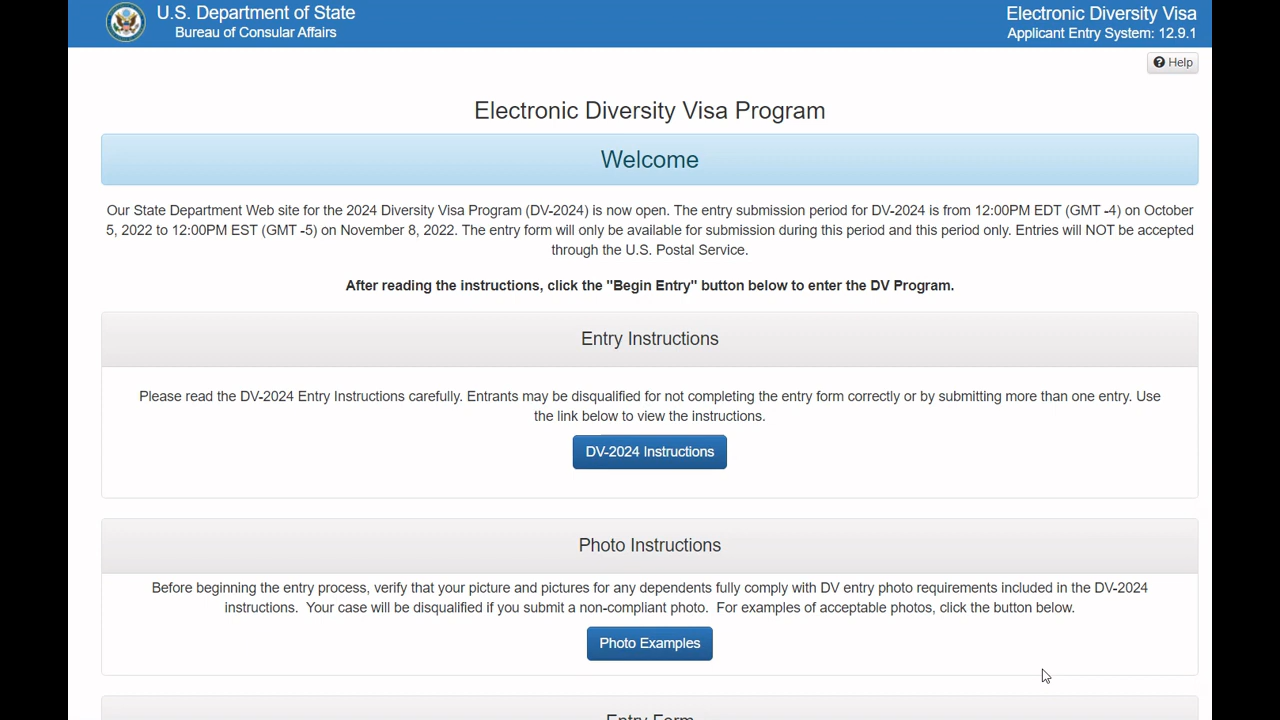 U.S. Department of State
Bureau of Consular Affairs
Electronic Diversity Visa
Applicant Entry System: 12.9.1
Help
Electronic Diversity Visa Program
Welcome
Our State Department Web site for the 2024 Diversity Visa Program (DV-2024) is now open. The entry submission period for DV-2024 is from 12:00PM EDT (GMT -4) on October
5, 2022 to 12:00PM EST (GMT -5) on November 8, 2022. The entry form will only be available for submission during this period and this period only. Entries will NOT be accepted
through the U.S. Postal Service.
After reading the instructions, click the "Begin Entry" button below to enter the DV Program.
Entry Instructions
Please read the DV-2024 Entry Instructions carefully. Entrants may be disqualified for not completing the entry form correctly or by submitting more than one entry. Use
the link below to view the instructions.
DV-2024 Instructions
Photo Instructions
Before beginning the entry process, verify that your picture and pictures for any dependents fully comply with DV entry photo requirements included in the DV-2024
instructions. Your case will be disqualified if you submit a non-compliant photo. For examples of acceptable photos, click the button below.
Photo Examples
Entry Form